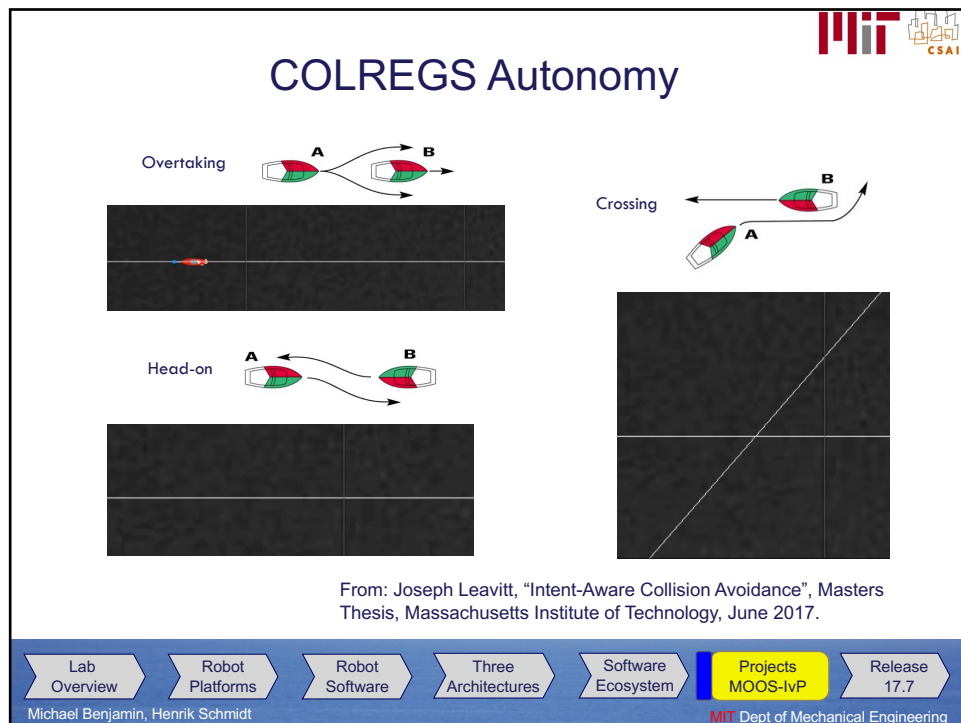 MIT
CSAI
COLREGS Autonomy
Overtaking
A
B
Crossing
B
A
Head-on
A
B
From: Joseph Leavitt, “Intent-Aware Collision Avoidance”, Masters
Thesis, Massachusetts Institute of Technology, June 2017.
Lab
Overview
Robot
Platforms
Robot
Software
Three
Architectures
Software
Ecosystem
Projects
MOOS-IvP
Release
17.7
Michael Benjamin, Henrik Schmidt
MIT Dept of Mechanical Engineering